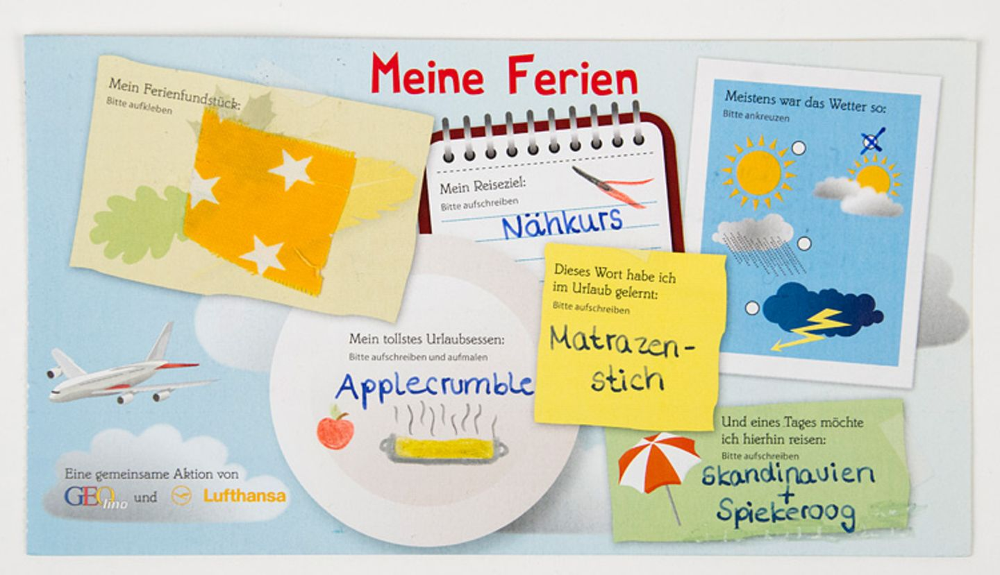 Meine Ferien
Mein Ferienfundstück:
Bitte aufkleben
Mein Reiseziel:
Bitte aufschreiben
Nähkurs
Meistens war das Wetter so:
Bitte ankreuzen
Dieses Wort habe ich
im Urlaub gelernt:
Bitte aufschreiben
Matrazen-
stich
Mein tollstes Urlaubsessen:
Bitte aufschreiben und aufmalen
Applecrumble
Und eines Tages möchte
ich hierhin reisen:
Bitte aufschreiben
Skandinavien
+
Spiekeroog
Eine gemeinsame Aktion von
GEOlino und Lufthansa